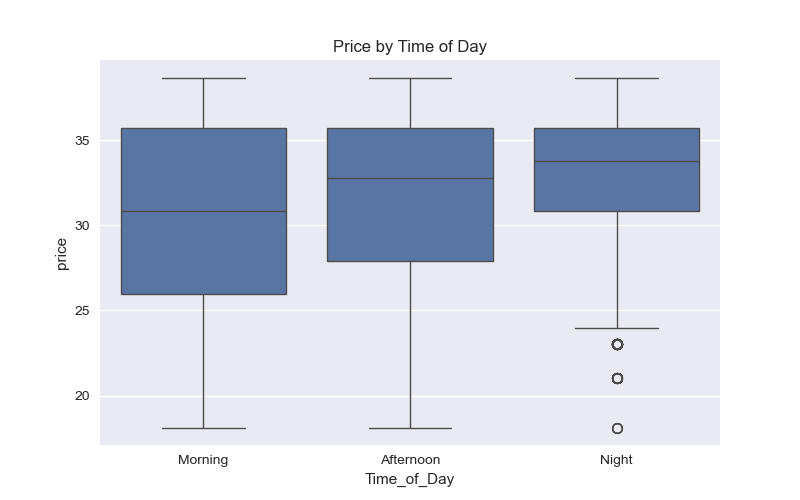 Price by Time of Day
price
35
30
25
20
Morning Afternoon Night
Time_of_Day